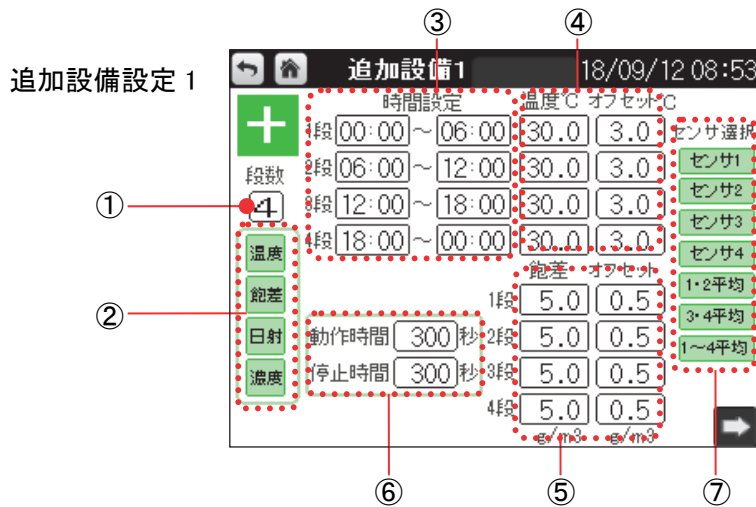 ③ ④
追加設備設定 1
追加設備1 18/09/12 08:53
時間設定 温度℃ オフセット℃
センサ選択
+
1段 00:00 ~ 06:00 30.0 3.0
センサ1
段数 2段 06:00 ~ 12:00 30.0 3.0
センサ2
① 4 3段 12:00 ~ 18:00 30.0 3.0
センサ3
4段 18:00 ~ 00:00 30.0 3.0
センサ4
温度
飽差 オフセット
1・2平均
飽差 1段 5.0 0.5
②
3・4平均
日射 動作時間 300 秒 2段 5.0 0.5
1~4平均
濃度 停止時間 300 秒 3段 5.0 0.5
4段 5.0 0.5
g/m3 g/m3
⑥ ⑤ ⑦